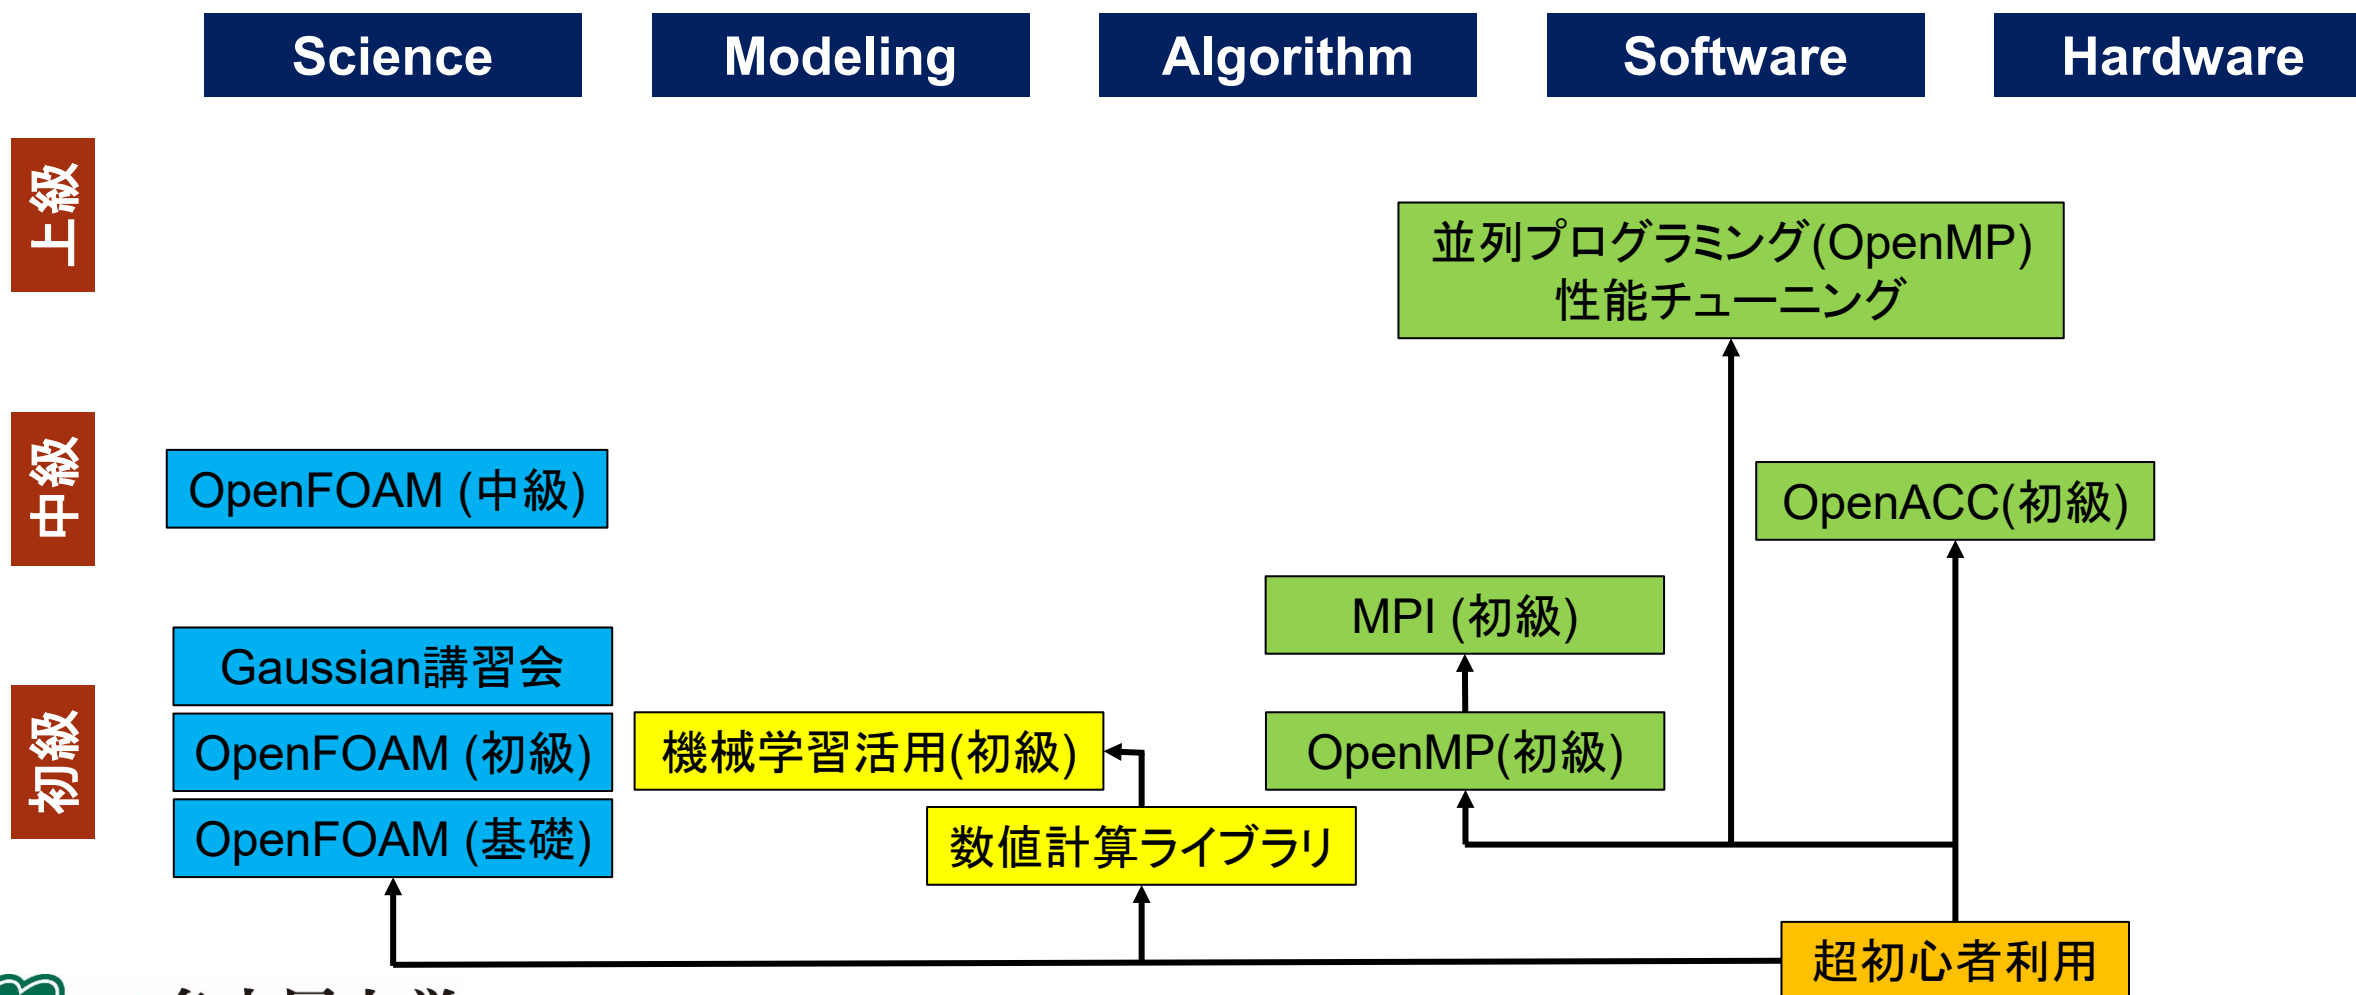 Science
Modeling
Algorithm
Software
Hardware
上級
並列プログラミング(OpenMP)
性能チューニング
中級
OpenFOAM (中級)
OpenACC(初級)
MPI (初級)
Gaussian講習会
初級
OpenFOAM (初級)
機械学習活用(初級)
OpenMP(初級)
OpenFOAM (基礎)
数値計算ライブラリ
超初心者利用